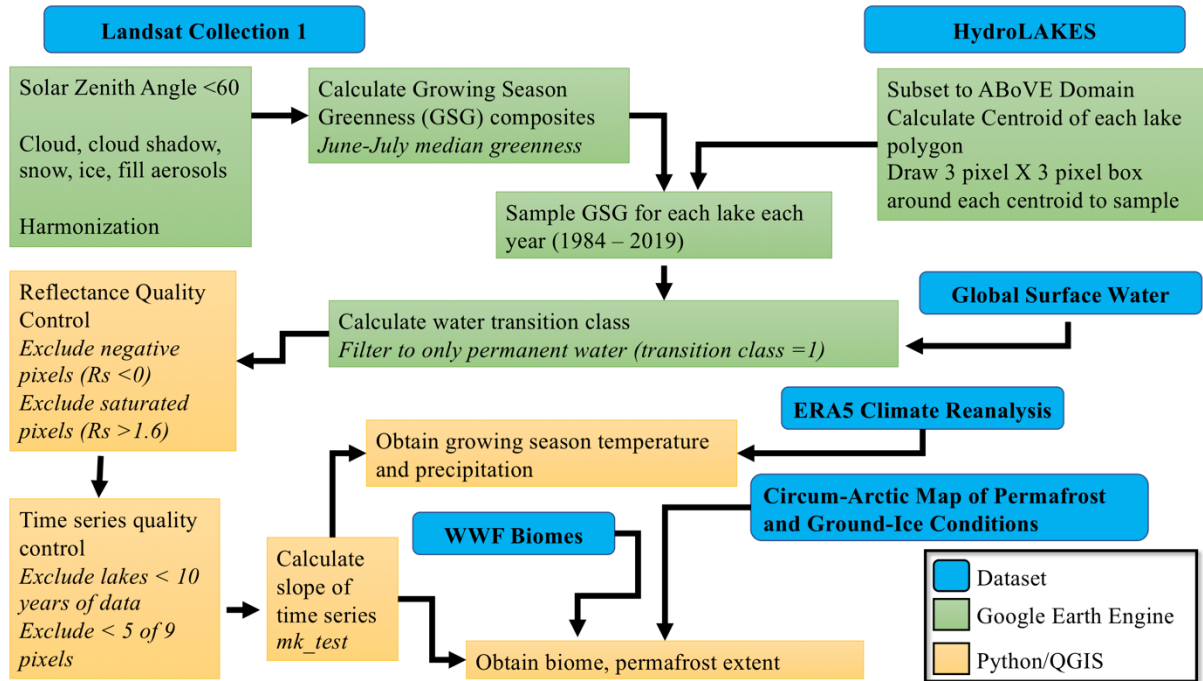 Landsat Collection 1
HydroLAKES
Solar Zenith Angle <60
Cloud, cloud shadow,
snow, ice, fill aerosols
Harmonization
Calculate Growing Season
Greenness (GSG) composites
June-July median greenness
Subset to ABoVE Domain
Calculate Centroid of each lake
polygon
Draw 3 pixel X 3 pixel box
around each centroid to sample
Sample GSG for each lake each
year (1984 – 2019)
Global Surface Water
Calculate water transition class
Filter to only permanent water (transition class =1)
Reflectance Quality
Control
Exclude negative
pixels (Rs <0)
Exclude saturated
pixels (Rs >1.6)
ERA5 Climate Reanalysis
Obtain growing season temperature
and precipitation
Circum-Arctic Map of Permafrost
and Ground-Ice Conditions
WWF Biomes
Time series quality
control
Exclude lakes < 10
years of data
Exclude < 5 of 9
pixels
Calculate
slope of
time series
mk_test
Obtain biome, permafrost extent
Dataset
Google Earth Engine
Python/QGIS